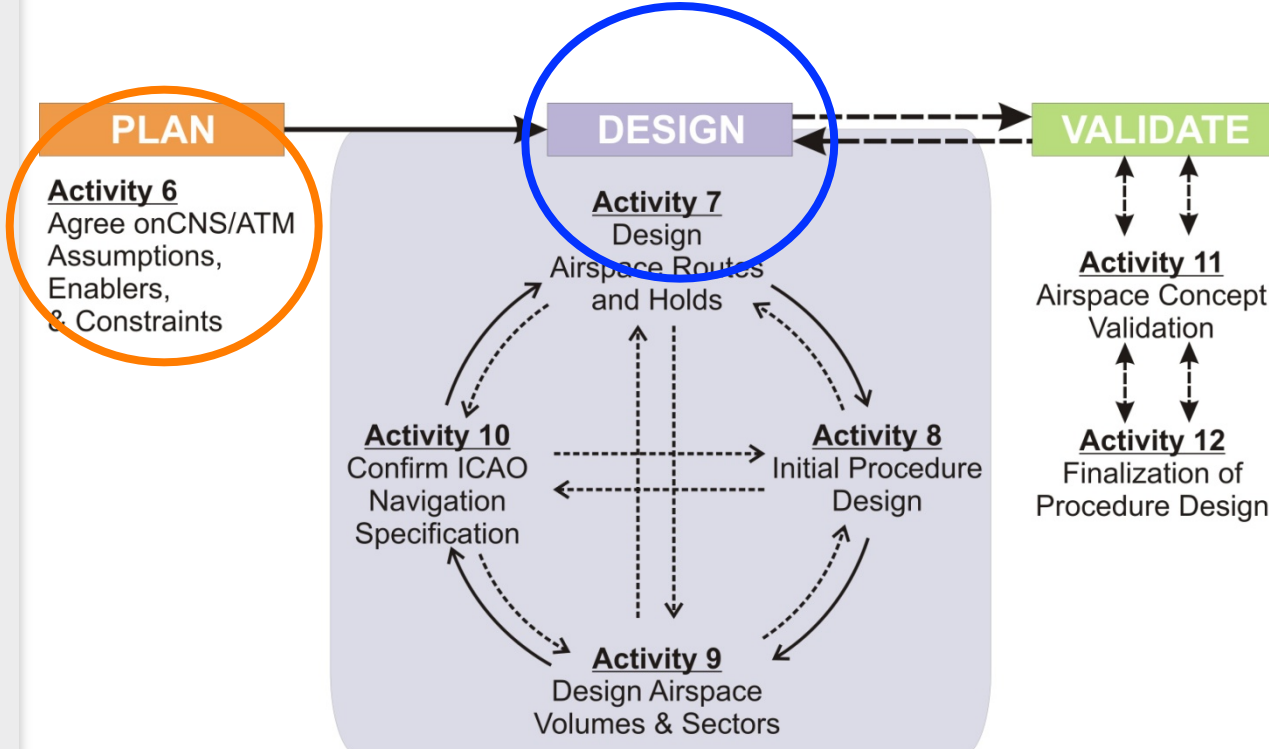 PLAN
DESIGN
VALIDATE
Activity 6
Agree onCNS/ATM
Assumptions,
Enablers,
& Constraints
Activity 7
Design
Airspace Routes
and Holds
Activity 10
Confirm ICAO
Navigation
Specification
Activity 8
Initial Procedure
Design
Activity 9
Design Airspace
Volumes & Sectors
Activity 11
Airspace Concept
Validation
Activity 12
Finalization of
Procedure Design